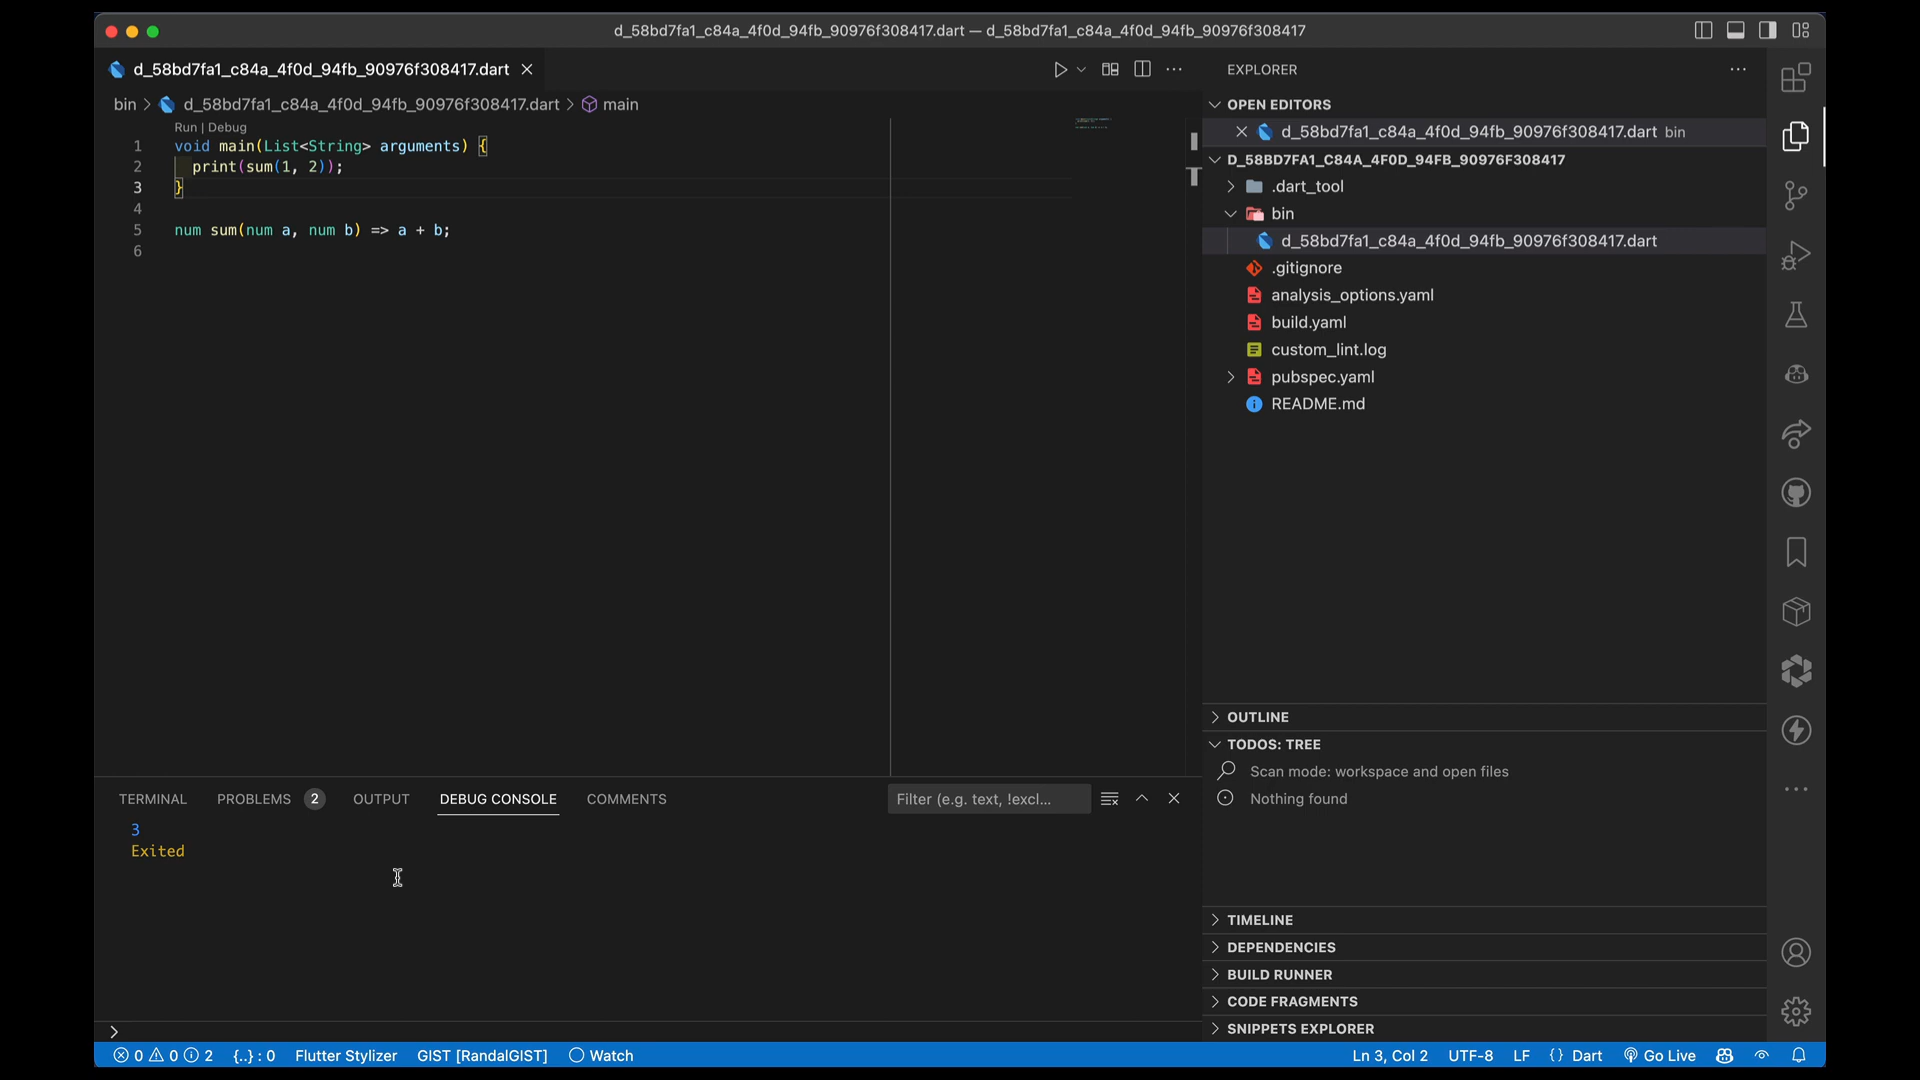 d_58bd7fa1_c84a_4f0d_94fb_90976f308417.dart — d_58bd7fa1_c84a_4f0d_94fb_90976f308417
d_58bd7fa1_c84a_4f0d_94fb_90976f308417.dart
bin > d_58bd7fa1_c84a_4f0d_94fb_90976f308417.dart > main
Run | Debug
1 void main(List<String> arguments) {
2 print(sum(1, 2));
3 }
4
5 num sum(num a, num b) => a + b;
6
TERMINAL PROBLEMS 2 OUTPUT DEBUG CONSOLE COMMENTS Filter (e.g. text, !excl...
3
Exited
EXPLORER
OPEN EDITORS
d_58bd7fa1_c84a_4f0d_94fb_90976f308417.dart bin
D_58BD7FA1_C84A_4F0D_94FB_90976F308417
.dart_tool
bin
d_58bd7fa1_c84a_4f0d_94fb_90976f308417.dart
.gitignore
analysis_options.yaml
build.yaml
custom_lint.log
pubspec.yaml
README.md
OUTLINE
TODOS: TREE
Scan mode: workspace and open files
Nothing found
TIMELINE
DEPENDENCIES
BUILD RUNNER
CODE FRAGMENTS
SNIPPETS EXPLORER
0 0 2 {..} : 0 Flutter Stylizer GIST [RandalGIST] Watch Ln 3, Col 2 UTF-8 LF {} Dart Go Live